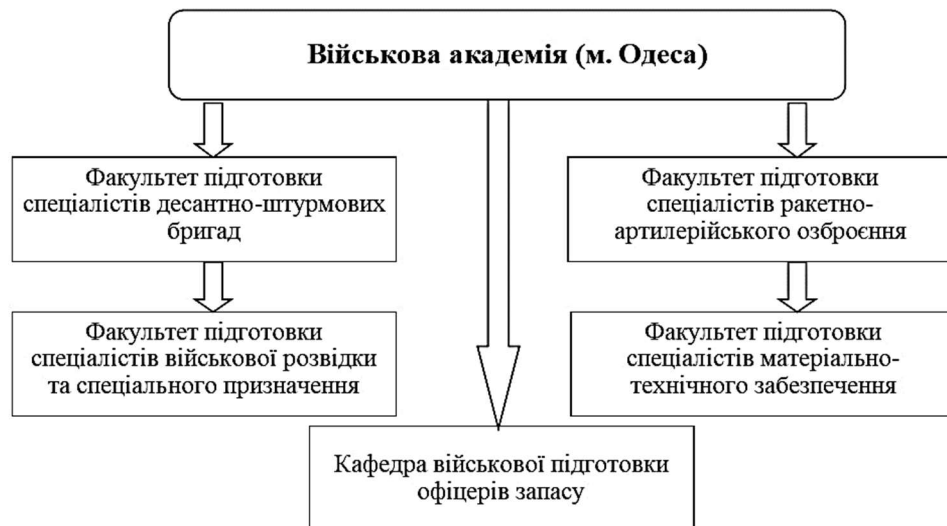 Військова академія (м. Одеса)
Факультет підготовки
спеціалістів десантно-штурмових
бригад
Факультет підготовки
спеціалістів ракетно-
артилерійського озброєння
Факультет підготовки
спеціалістів військової розвідки
та спеціального призначення
Факультет підготовки
спеціалістів матеріально-
технічного забезпечення
Кафедра військової підготовки
офіцерів запасу